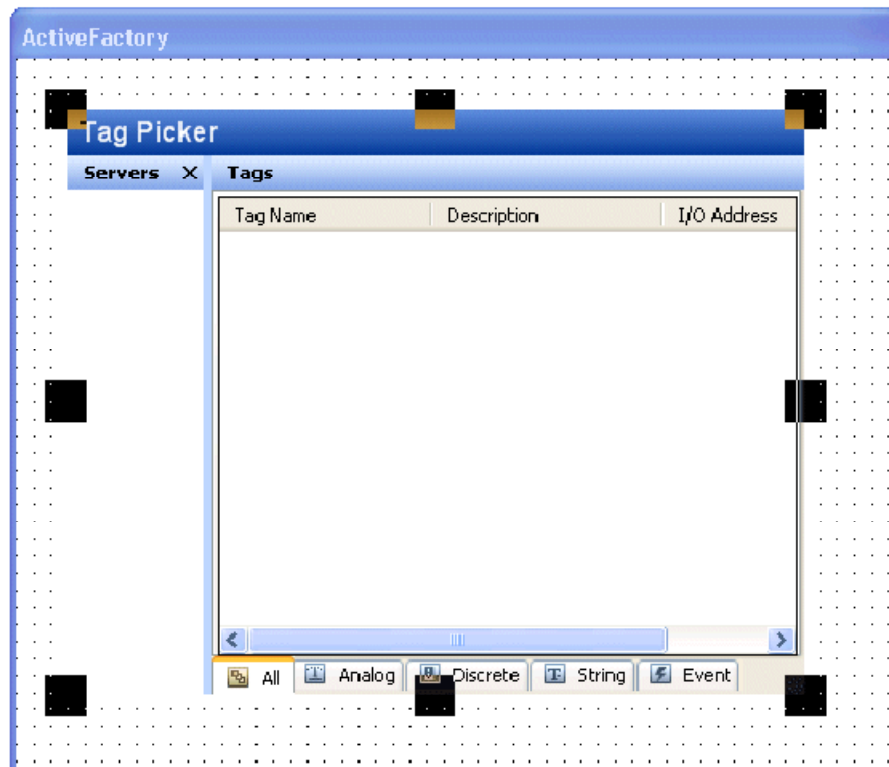 ActiveFactory
Tag Picker
Servers X Tags
Tag Name Description I/O Address
All Analog Discrete String Event